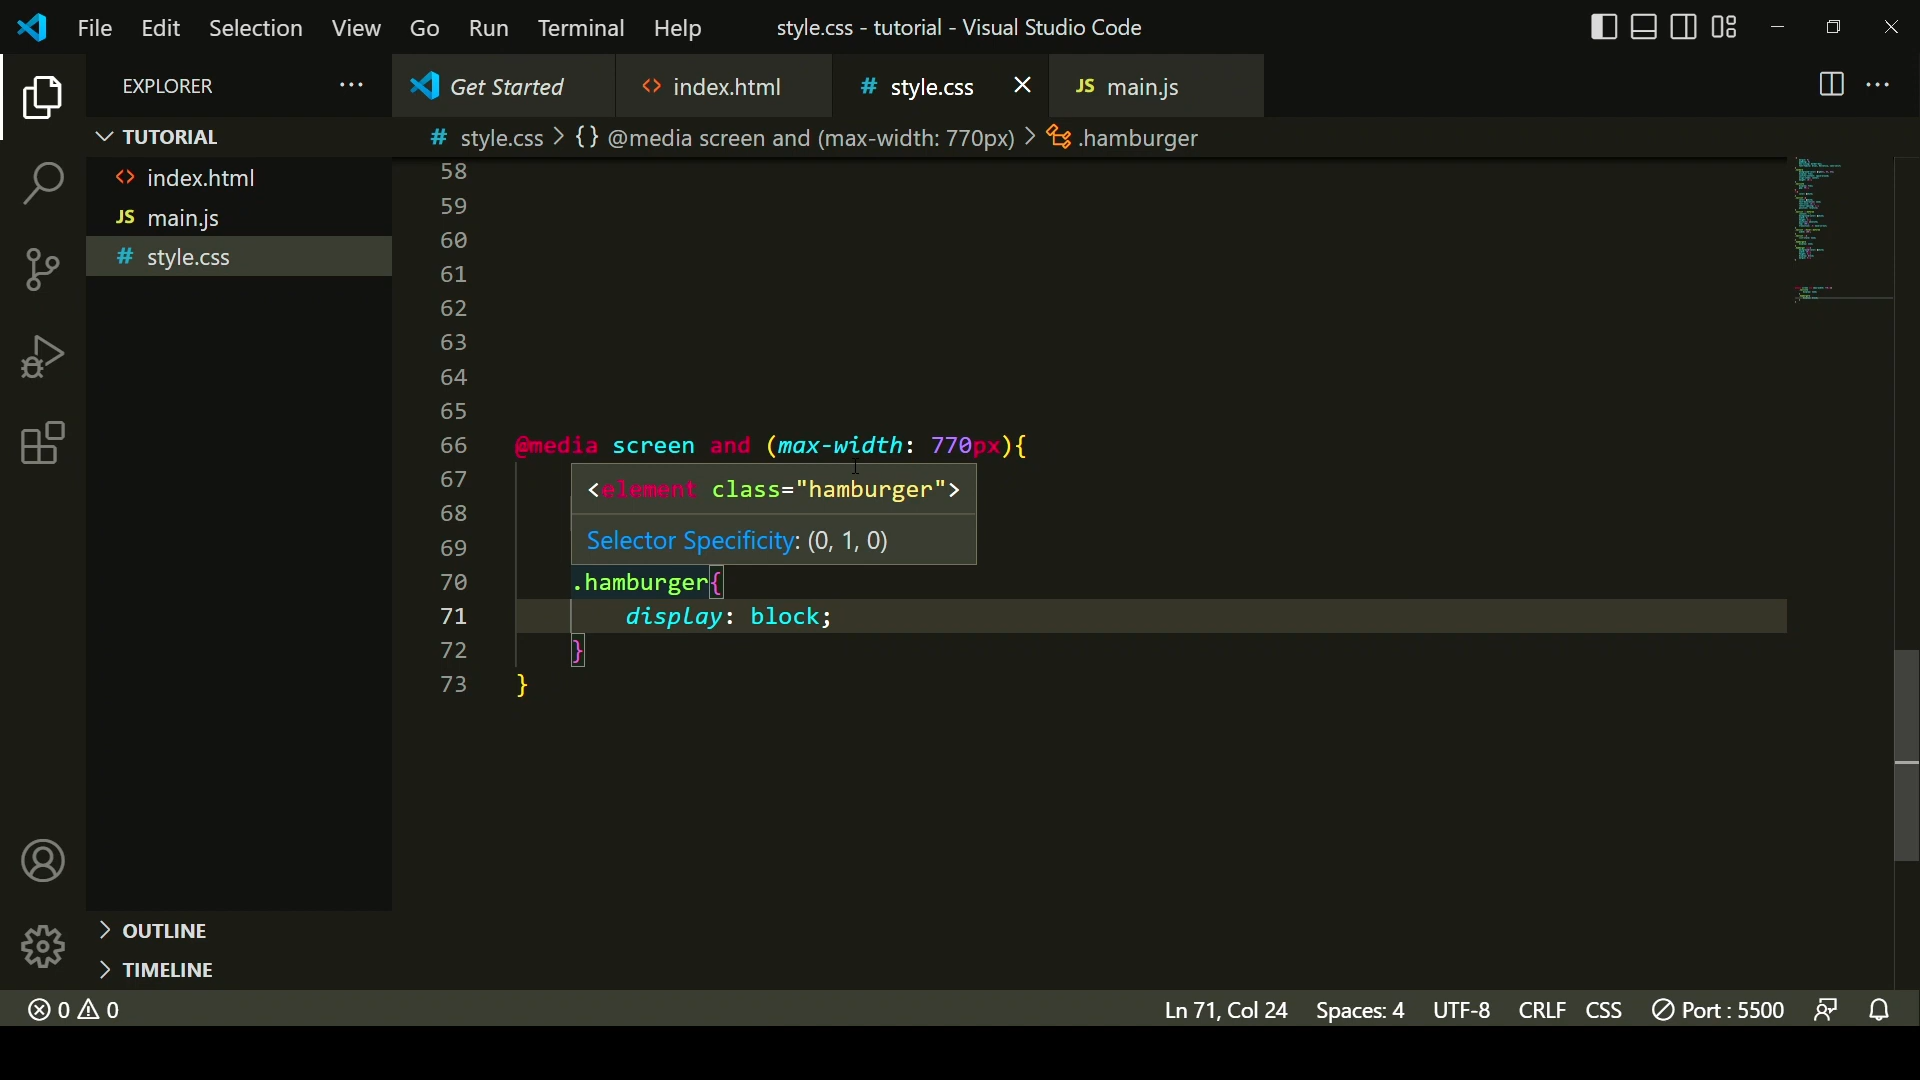 File Edit Selection View Go Run Terminal Help style.css - tutorial - Visual Studio Code
EXPLORER ··· Get Started <> index.html # style.css JS main.js ···
TUTORIAL # style.css > {} @media screen and (max-width: 770px) > .hamburger
<> index.html
JS main.js
# style.css
58
59
60
61
62
63
64
65
66 @media screen and (max-width: 770px){
67 <element class="hamburger">
68
69 Selector Specificity: (0, 1, 0)
70 .hamburger{
71 display: block;
72 }
73 }
OUTLINE
TIMELINE
0 0 Ln 71, Col 24 Spaces: 4 UTF-8 CRLF CSS Port : 5500